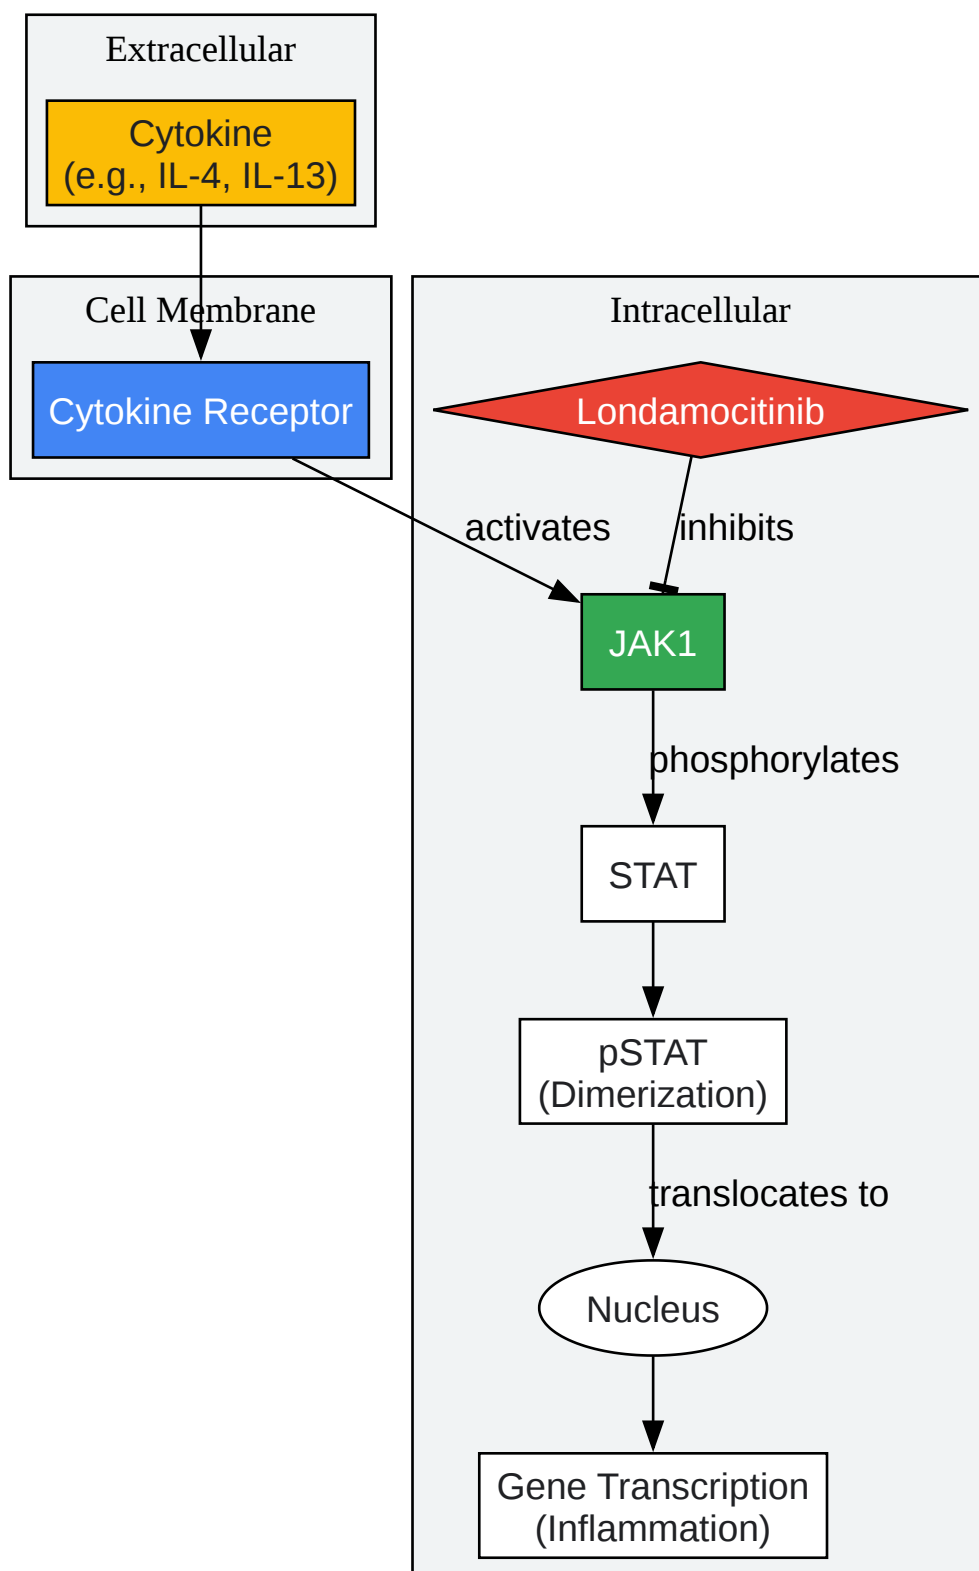 Extracellular
Cytokine
(e.g., IL-4, IL-13)
Cell Membrane
Cytokine Receptor
Intracellular
Londamocitinib
activates
inhibits
JAK1
phosphorylates
STAT
pSTAT
(Dimerization)
translocates to
Nucleus
Gene Transcription
(Inflammation)